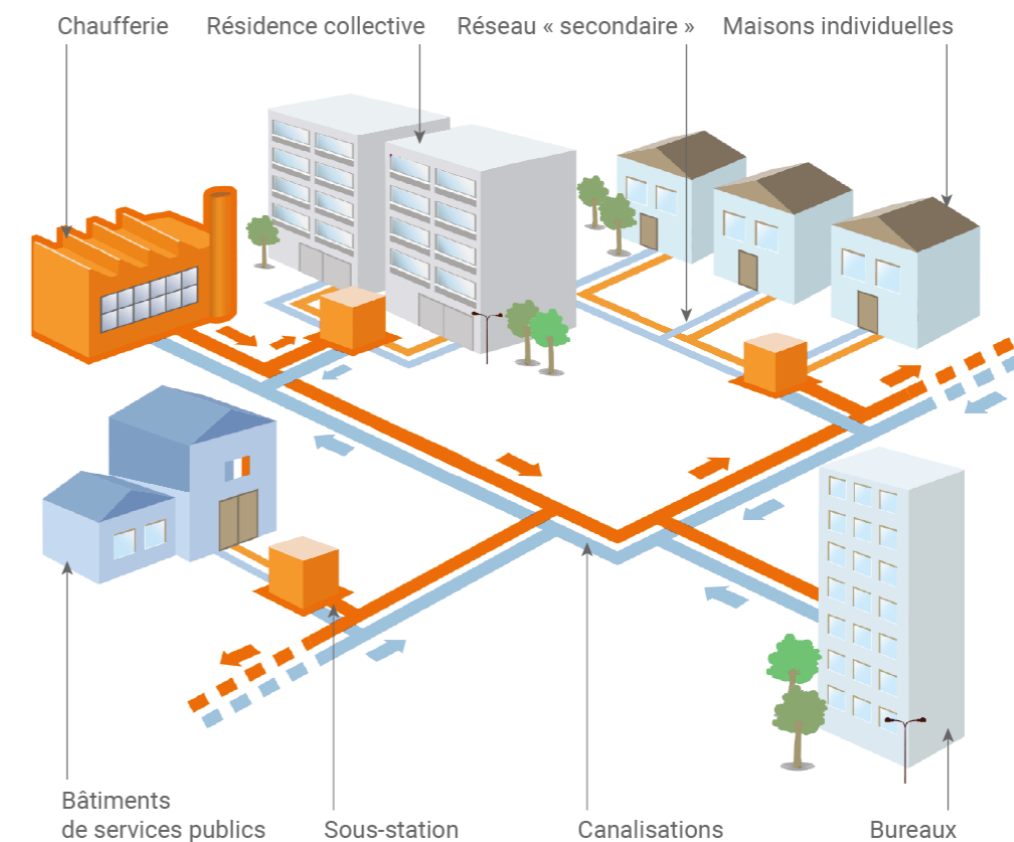 Chaufferie
Résidence collective
Réseau « secondaire »
Maisons individuelles
Bâtiments
de services publics
Sous-station
Canalisations
Bureaux